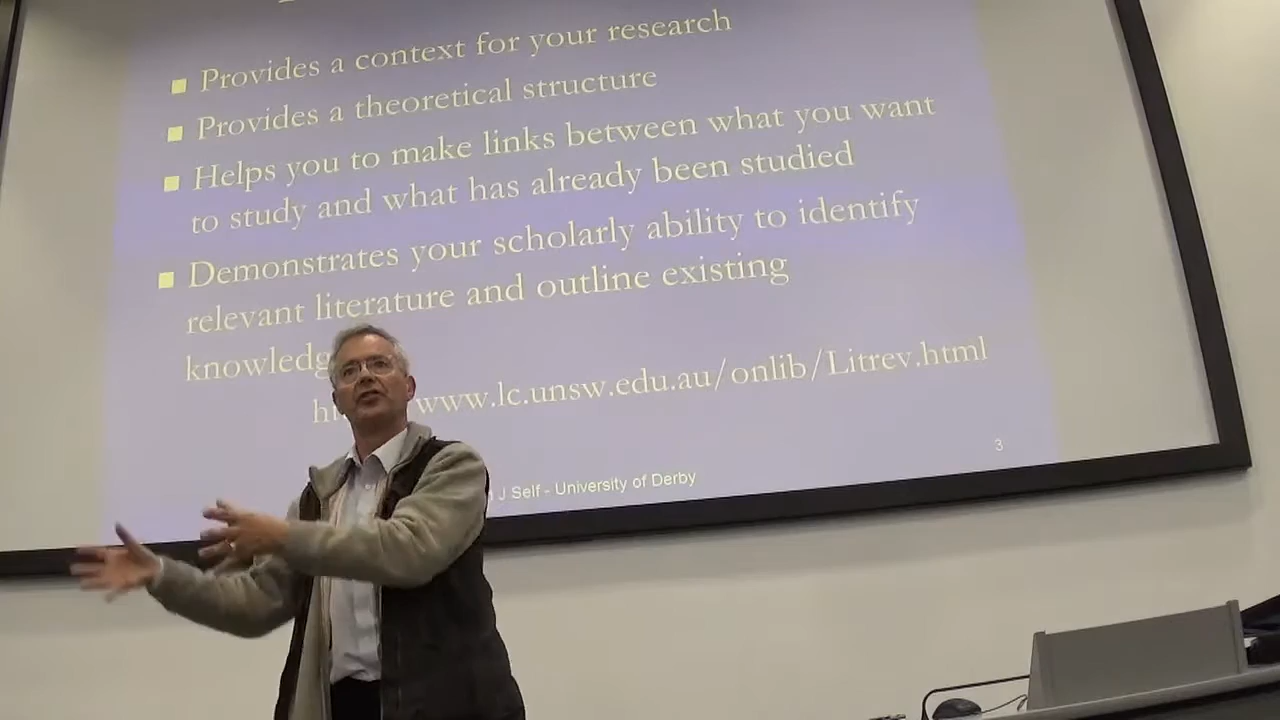 Provides a context for your research
Provides a theoretical structure
Helps you to make links between what you want
to study and what has already been studied
Demonstrates your scholarly ability to identify
relevant literature and outline existing
knowledg
www.lc.unsw.edu.au/onlib/Litrev.html
3
J Self - University of Derby